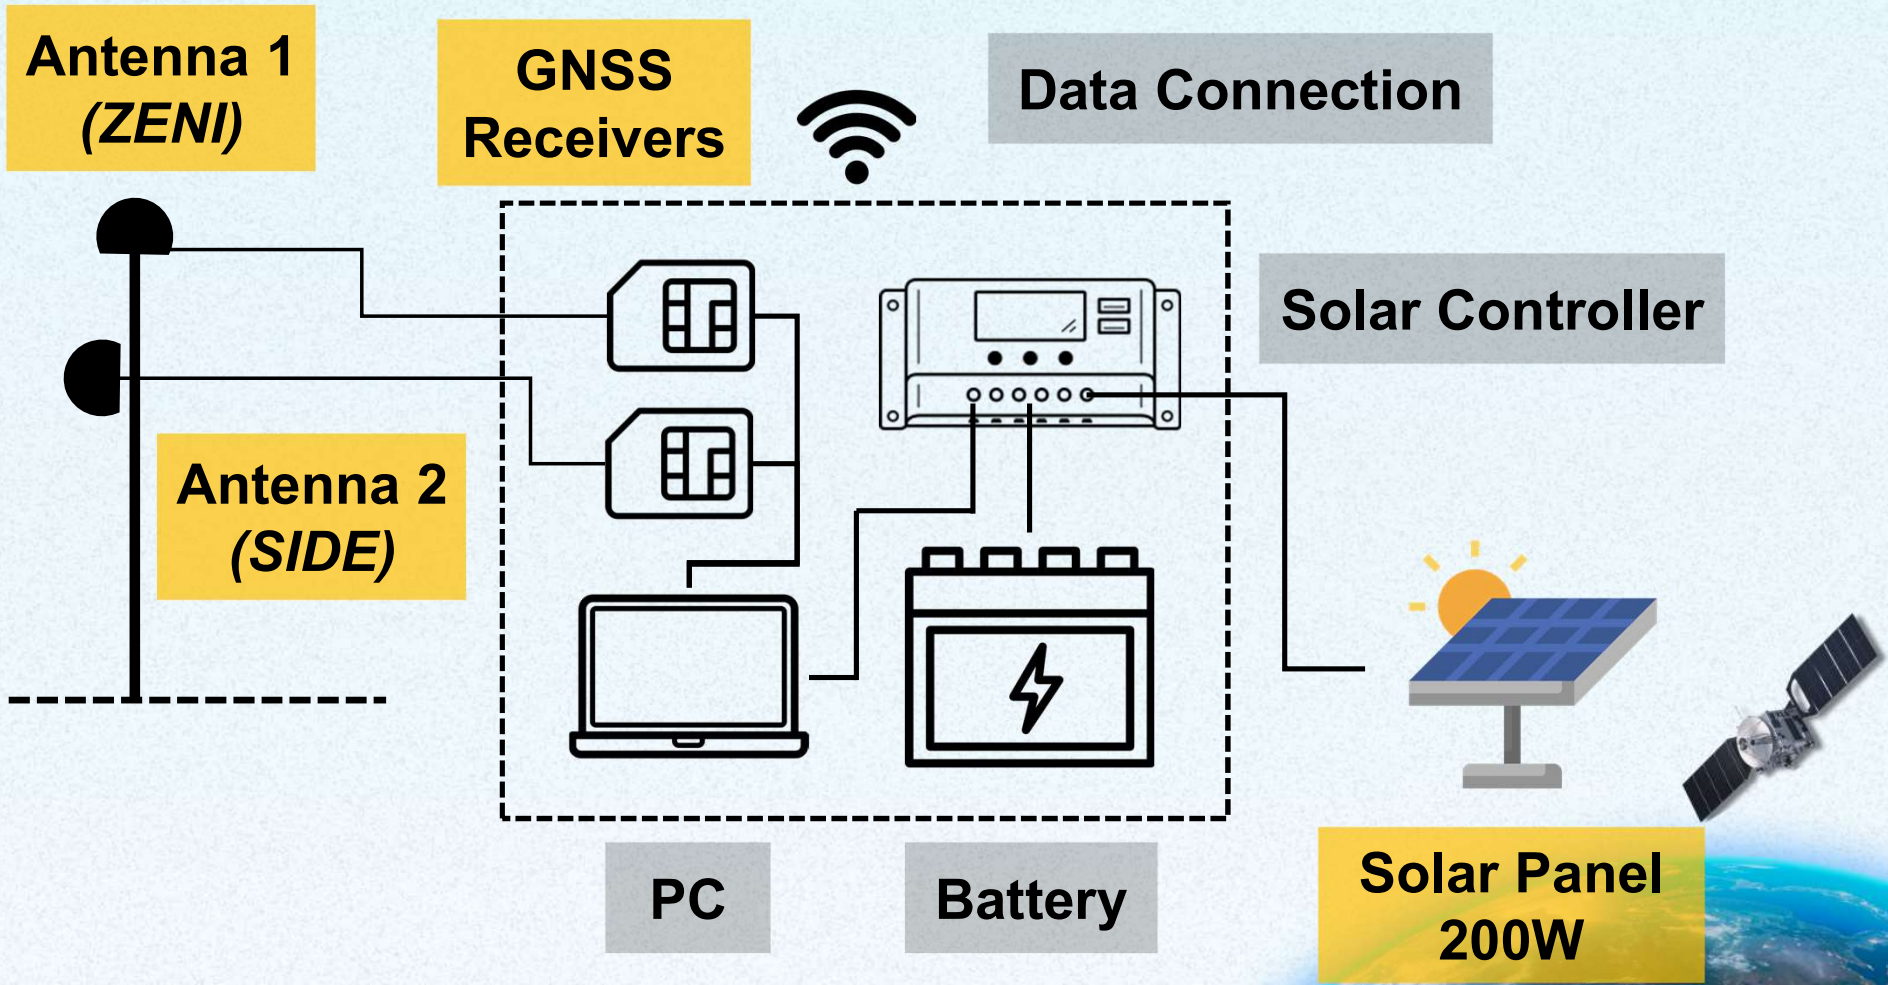 Antenna 1
(ZENI)
GNSS
Receivers
Data Connection
Solar Controller
Antenna 2
(SIDE)
PC
Battery
Solar Panel
200W